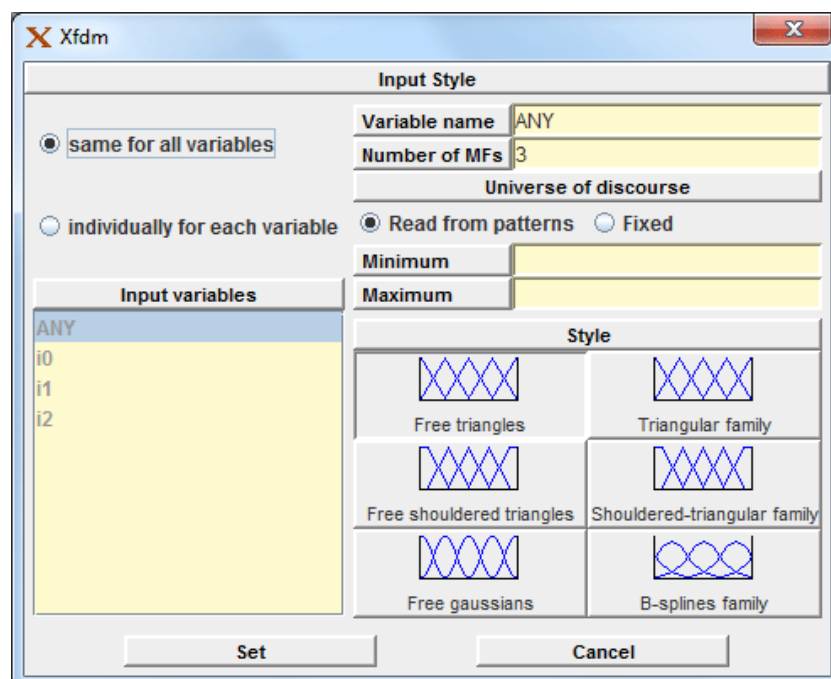 Xfdm
Input Style
same for all variables
individually for each variable
Input variables
ANY
i0
i1
i2
Variable name ANY
Number of MFs 3
Universe of discourse
Read from patterns Fixed
Minimum
Maximum
Style
Free triangles Triangular family
Free shouldered triangles Shouldered-triangular family
Free gaussians B-splines family
Set Cancel